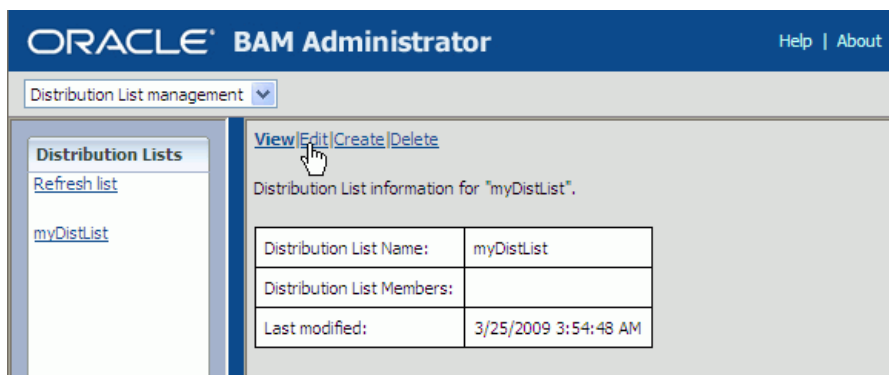 ORACLE BAM Administrator
Help | About
Distribution List management
View|Edit|Create|Delete
Distribution Lists
Refresh list
myDistList
Distribution List information for "myDistList".
Distribution List Name: myDistList
Distribution List Members:
Last modified: 3/25/2009 3:54:48 AM